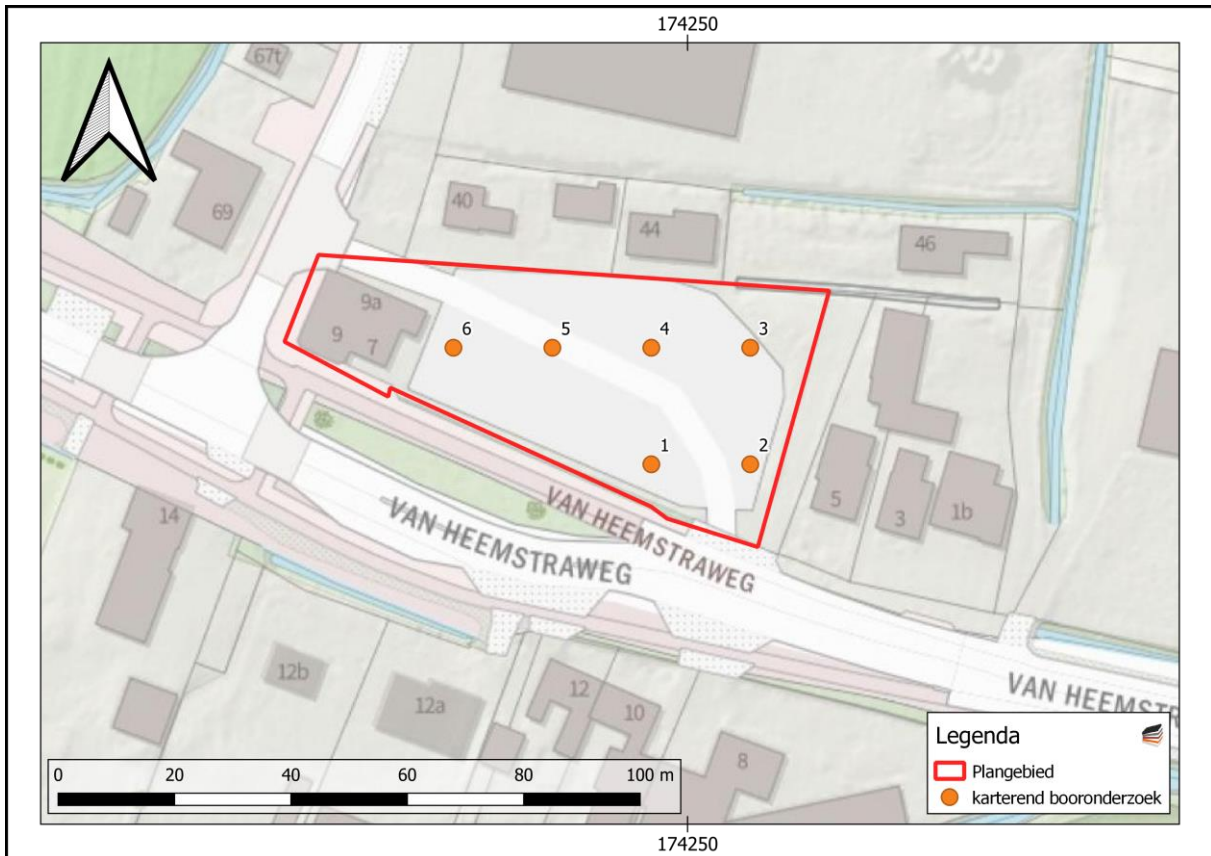 174250
67t
69
40
44
46
9a
9
7
6
5
4
3
1
2
VAN HEEMSTRAWEG
VAN HEEMSTRAWEG
5
3
1b
14
12b
12a
12
10
8
VAN HEEMSTR
Legenda
Plangebied
karterend booronderzoek
0 20 40 60 80 100 m
174250